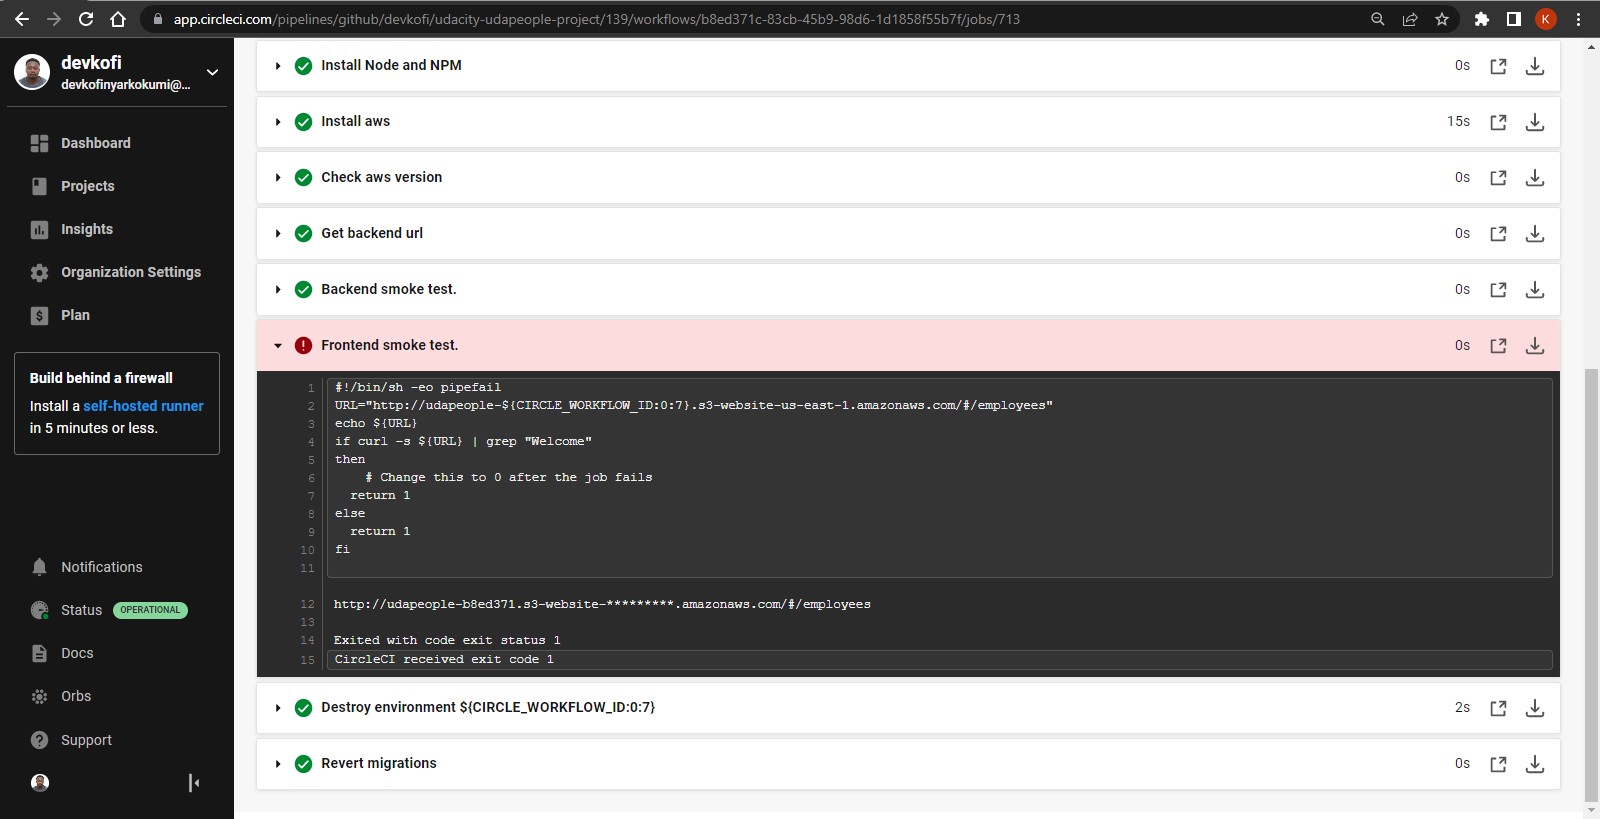 app.circleci.com/pipelines/github/devkofi/udacity-udapeople-project/139/workflows/b8ed371c-83cb-45b9-98d6-1d1858f55b7f/jobs/713
K
devkofi
devkofinyarkokumi@...
Dashboard
Projects
Insights
Organization Settings
Plan
Build behind a firewall
Install a self-hosted runner
in 5 minutes or less.
Notifications
Status OPERATIONAL
Docs
Orbs
Support
Install Node and NPM 0s
Install aws 15s
Check aws version 0s
Get backend url 0s
Backend smoke test. 0s
Frontend smoke test. 0s
1 #!/bin/sh -eo pipefail
2 URL="http://udapeople-${CIRCLE_WORKFLOW_ID:0:7}.s3-website-us-east-1.amazonaws.com/#/employees"
3 echo ${URL}
4 if curl -s ${URL} | grep "Welcome"
5 then
6 # Change this to 0 after the job fails
7 return 1
8 else
9 return 1
10 fi
11
12 http://udapeople-b8ed371.s3-website-*********.amazonaws.com/#/employees
13
14 Exited with code exit status 1
15 CircleCI received exit code 1
Destroy environment ${CIRCLE_WORKFLOW_ID:0:7} 2s
Revert migrations 0s